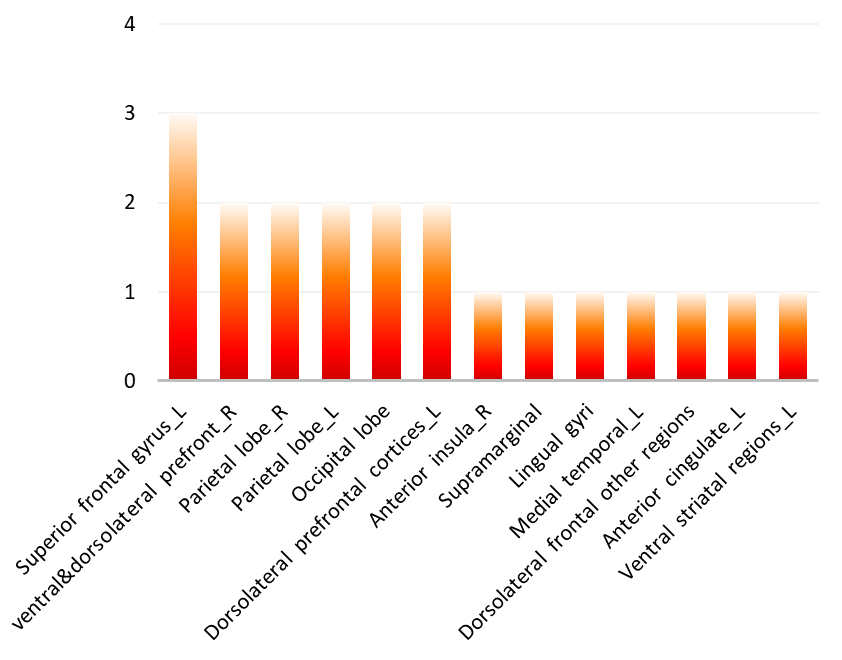 4
3
2
1
0
Superior frontal gyrus_L
ventral&dorsolateral prefront_R
Parietal lobe_R
Parietal lobe_L
Occipital lobe
Dorsolateral prefrontal cortices_L
Anterior insula_R
Supramarginal
Lingual gyri
Medial temporal_L
Dorsolateral frontal other regions
Anterior cingulate_L
Ventral striatal regions_L